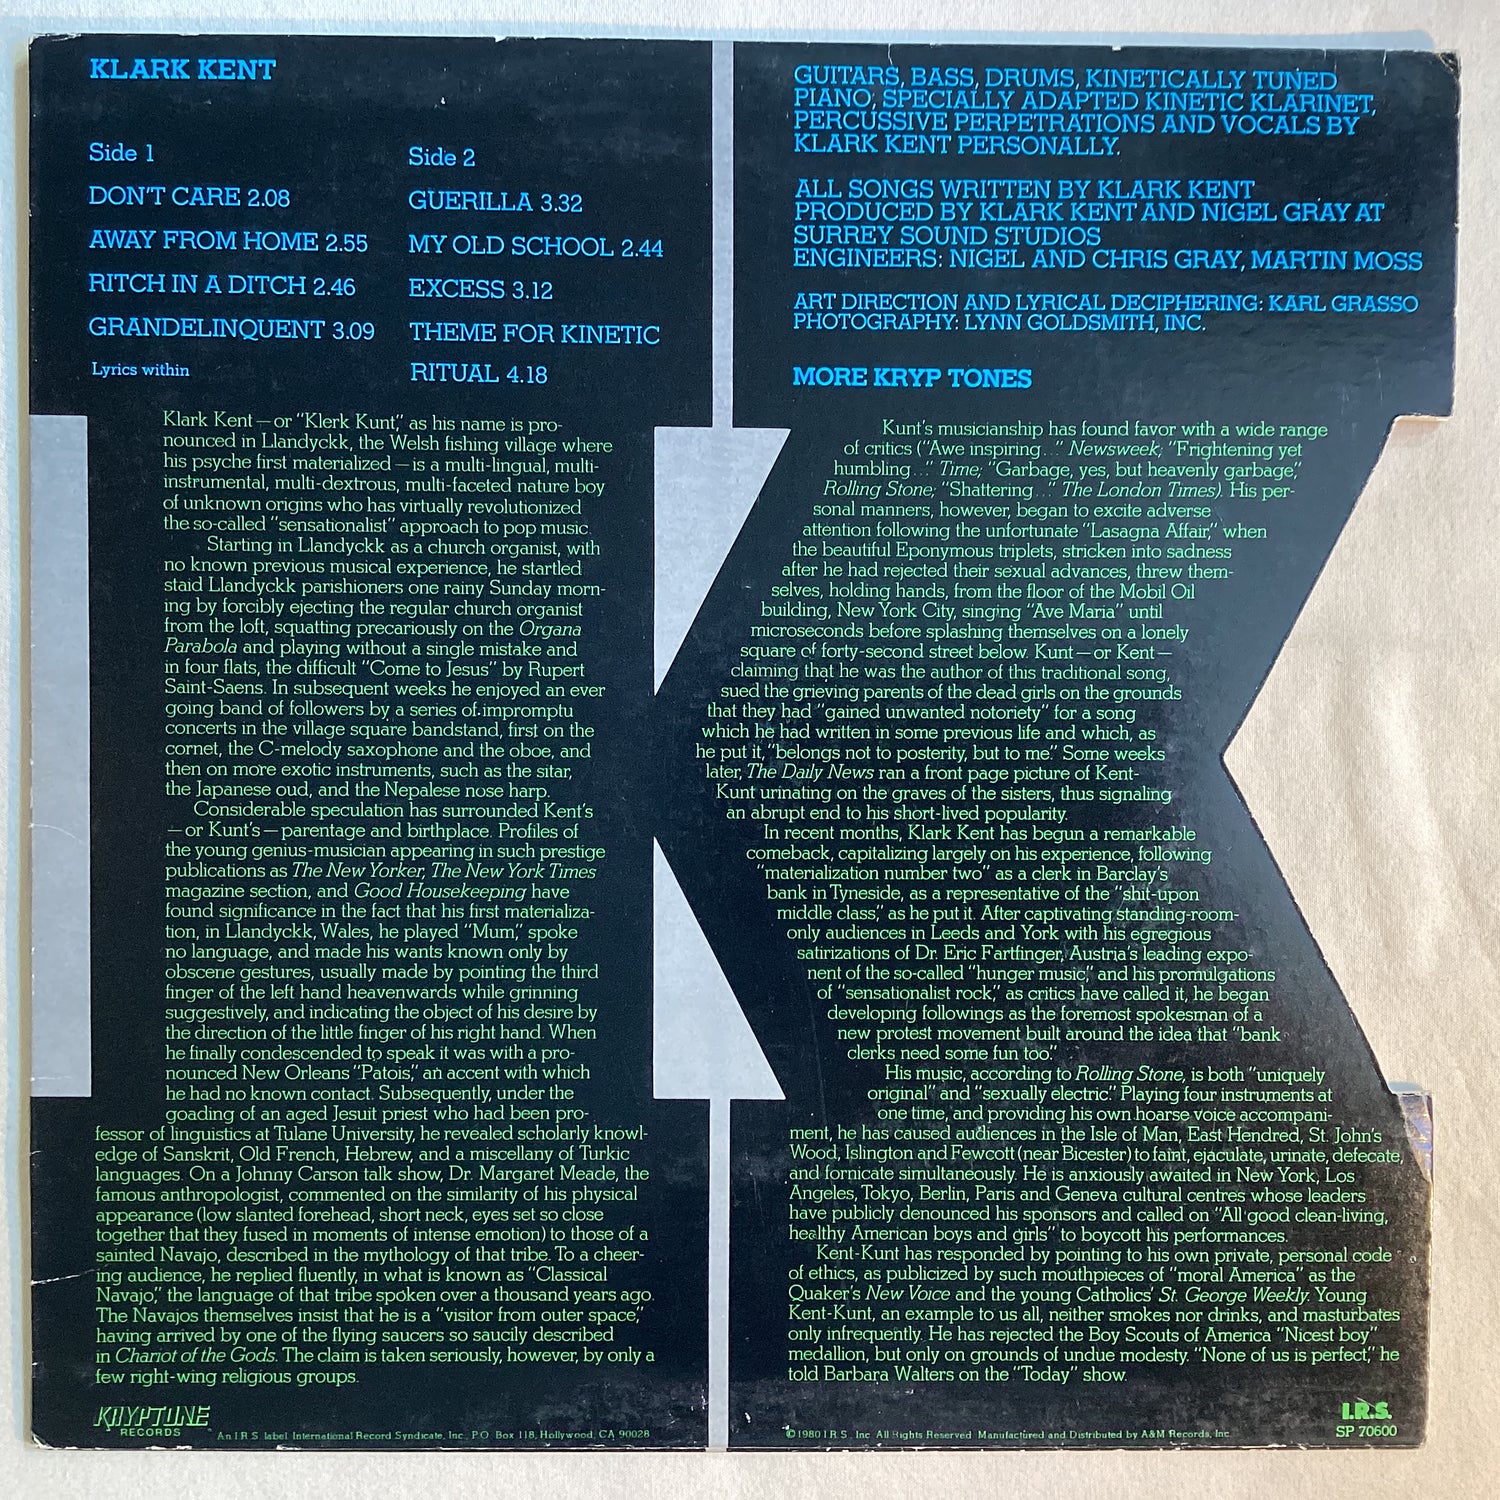 KLARK KENT
Side 1
DON'T CARE 2.08
AWAY FROM HOME 2.55
RITCH IN A DITCH 2.46
GRANDELINQUENT 3.09
Lyrics within
Side 2
GUERILLA 3.32
MY OLD SCHOOL 2.44
EXCESS 3.12
THEME FOR KINETIC
RITUAL 4.18
GUITARS, BASS, DRUMS, KINETICALLY TUNED
PIANO, SPECIALLY ADAPTED KINETIC KLARINET,
PERCUSSIVE PERPETRATIONS AND VOCALS BY
KLARK KENT PERSONALLY.
ALL SONGS WRITTEN BY KLARK KENT
PRODUCED BY KLARK KENT AND NIGEL GRAY AT
SURREY SOUND STUDIOS
ENGINEERS: NIGEL AND CHRIS GRAY, MARTIN MOSS
ART DIRECTION AND LYRICAL DECIPHERING: KARL GRASSO
PHOTOGRAPHY: LYNN GOLDSMITH, INC.
MORE KRYP TONES
Klark Kent—or "Klerk Kunt," as his name is pro-
nounced in Llandyckk, the Welsh fishing village where
his psyche first materialized—is a multi-lingual, multi-
instrumental, multi-dextrous, multi-faceted nature boy
of unknown origins who has virtually revolutionized
the so-called "sensationalist" approach to pop music.
Starting in Llandyckk as a church organist, with
no known previous musical experience, he startled
staid Llandyckk parishioners one rainy Sunday morn-
ing by forcibly ejecting the regular church organist
from the loft, squatting precariously on the Organa
Parabola and playing without a single mistake and
in four flats, the difficult "Come to Jesus" by Rupert
Saint-Saens. In subsequent weeks he enjoyed an ever
going band of followers by a series of impromptu
concerts in the village square bandstand, first on the
cornet, the C-melody saxophone and the oboe, and
then on more exotic instruments, such as the sitar,
the Japanese oud, and the Nepalese nose harp.
Considerable speculation has surrounded Kent's
—or Kunt's—parentage and birthplace. Profiles of
the young genius-musician appearing in such prestige
publications as The New Yorker, The New York Times
magazine section, and Good Housekeeping have
found significance in the fact that his first materializa-
tion, in Llandyckk, Wales, he played "Mum," spoke
no language, and made his wants known only by
obscene gestures, usually made by pointing the third
finger of the left hand heavenwards while grinning
suggestively, and indicating the object of his desire by
the direction of the little finger of his right hand. When
he finally condescended to speak it was with a pro-
nounced New Orleans "Patois," an accent with which
he had no known contact. Subsequently, under the
goading of an aged Jesuit priest who had been pro-
fessor of linguistics at Tulane University, he revealed scholarly knowl-
edge of Sanskrit, Old French, Hebrew, and a miscellany of Turkic
languages. On a Johnny Carson talk show, Dr. Margaret Meade, the
famous anthropologist, commented on the similarity of his physical
appearance (low slanted forehead, short neck, eyes set so close
together that they fused in moments of intense emotion) to those of a
sainted Navajo, described in the mythology of that tribe. To a cheer-
ing audience, he replied fluently, in what is known as "Classical
Navajo," the language of that tribe spoken over a thousand years ago.
The Navajos themselves insist that he is a "visitor from outer space,"
having arrived by one of the flying saucers so saucily described
in Chariot of the Gods. The claim is taken seriously, however, by only a
few right-wing religious groups.
Kunt's musicianship has found favor with a wide range
of critics ("Awe inspiring..." Newsweek; "Frightening yet
humbling..." Time; "Garbage, yes, but heavenly garbage,"
Rolling Stone; "Shattering..." The London Times). His per-
sonal manners, however, began to excite adverse
attention following the unfortunate "Lasagna Affair," when
the beautiful Eponymous triplets, stricken into sadness
after he had rejected their sexual advances, threw them-
selves, holding hands, from the floor of the Mobil Oil
building, New York City, singing "Ave Maria" until
microseconds before splashing themselves on a lonely
square of forty-second street below. Kunt—or Kent—
claiming that he was the author of this traditional song,
sued the grieving parents of the dead girls on the grounds
that they had "gained unwanted notoriety" for a song
which he had written in some previous life and which, as
he put it, "belongs not to posterity, but to me." Some weeks
later, The Daily News ran a front page picture of Kent-
Kunt urinating on the graves of the sisters, thus signaling
an abrupt end to his short-lived popularity.
In recent months, Klark Kent has begun a remarkable
comeback, capitalizing largely on his experience, following
"materialization number two" as a clerk in Barclay's
bank in Tyneside, as a representative of the "shit-upon
middle class," as he put it. After captivating standing-room-
only audiences in Leeds and York with his egregious
satirizations of Dr. Eric Fartfinger, Austria's leading expo-
nent of the so-called "hunger music," and his promulgations
of "sensationalist rock," as critics have called it, he began
developing followings as the foremost spokesman of a
new protest movement built around the idea that "bank
clerks need some fun too."
His music, according to Rolling Stone, is both "uniquely
original" and "sexually electric." Playing four instruments at
one time, and providing his own hoarse voice accompani-
ment, he has caused audiences in the Isle of Man, East Hendred, St. John's
Wood, Islington and Fewcott (near Bicester) to faint, ejaculate, urinate, defecate,
and fornicate simultaneously. He is anxiously awaited in New York, Los
Angeles, Tokyo, Berlin, Paris and Geneva cultural centres whose leaders
have publicly denounced his sponsors and called on "All good clean-living,
healthy American boys and girls" to boycott his performances.
Kent-Kunt has responded by pointing to his own private, personal code
of ethics, as publicized by such mouthpieces of "moral America" as the
Quaker's New Voice and the young Catholics' St. George Weekly. Young
Kent-Kunt, an example to us all, neither smokes nor drinks, and masturbates
only infrequently. He has rejected the Boy Scouts of America "Nicest boy"
medallion, but only on grounds of undue modesty. "None of us is perfect," he
told Barbara Walters on the "Today" show.
KRYPTONE
RECORDS
An I.R.S. label. International Record Syndicate, Inc., P.O. Box 118, Hollywood, CA 90028
©1980 I.R.S., Inc. All Rights Reserved. Manufactured and Distributed by A&M Records, Inc.
I.R.S.
SP 70600